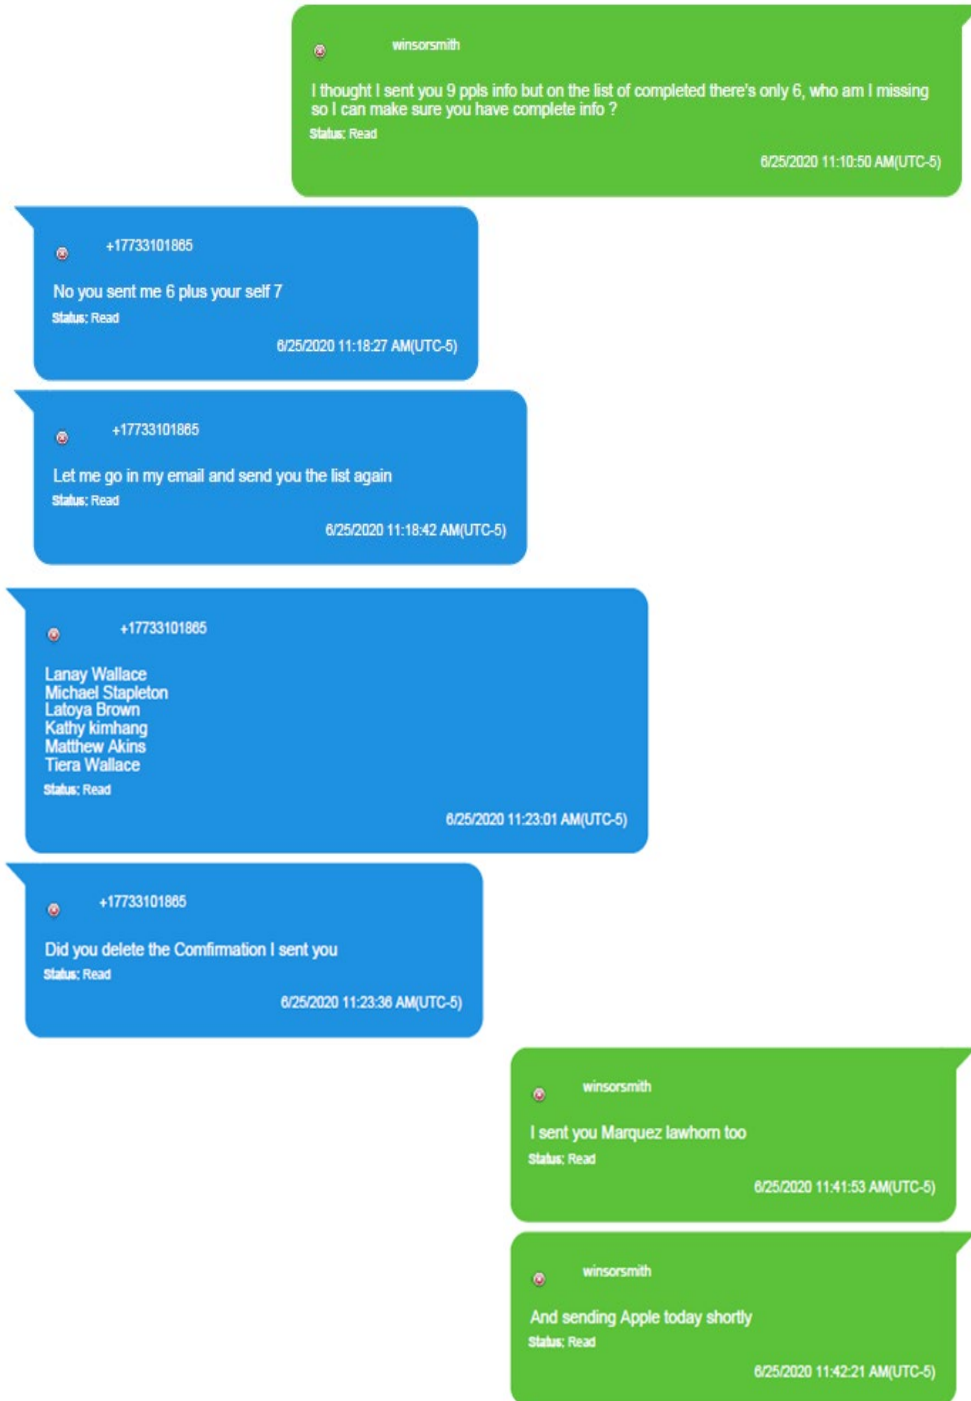 winsorsmith
I thought I sent you 9 ppls info but on the list of completed there's only 6, who am I missing
so I can make sure you have complete info ?
Status: Read
6/25/2020 11:10:50 AM(UTC-5)
+17733101865
No you sent me 6 plus your self 7
Status: Read
6/25/2020 11:18:27 AM(UTC-5)
+17733101865
Let me go in my email and send you the list again
Status: Read
6/25/2020 11:18:42 AM(UTC-5)
+17733101865
Lanay Wallace
Michael Stapleton
Latoya Brown
Kathy kimhang
Matthew Akins
Tiera Wallace
Status: Read
6/25/2020 11:23:01 AM(UTC-5)
+17733101865
Did you delete the Comfirmation I sent you
Status: Read
6/25/2020 11:23:36 AM(UTC-5)
winsorsmith
I sent you Marquez lawhorn too
Status: Read
6/25/2020 11:41:53 AM(UTC-5)
winsorsmith
And sending Apple today shortly
Status: Read
6/25/2020 11:42:21 AM(UTC-5)